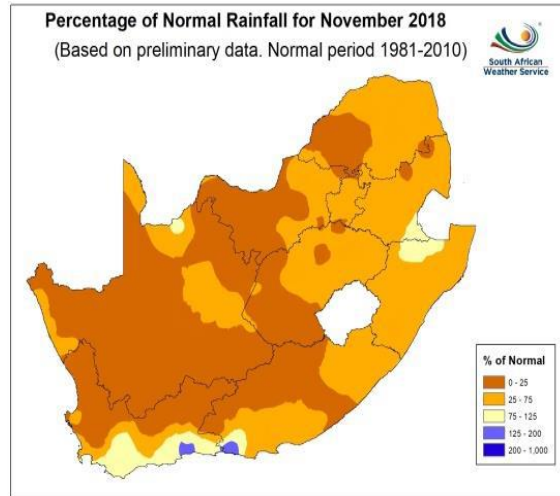 Percentage of Normal Rainfall for November 2018
(Based on preliminary data. Normal period 1981-2010)
South African
Weather Service
% of Normal
0 - 25
25 - 75
75 - 125
125 - 200
200 - 1,000